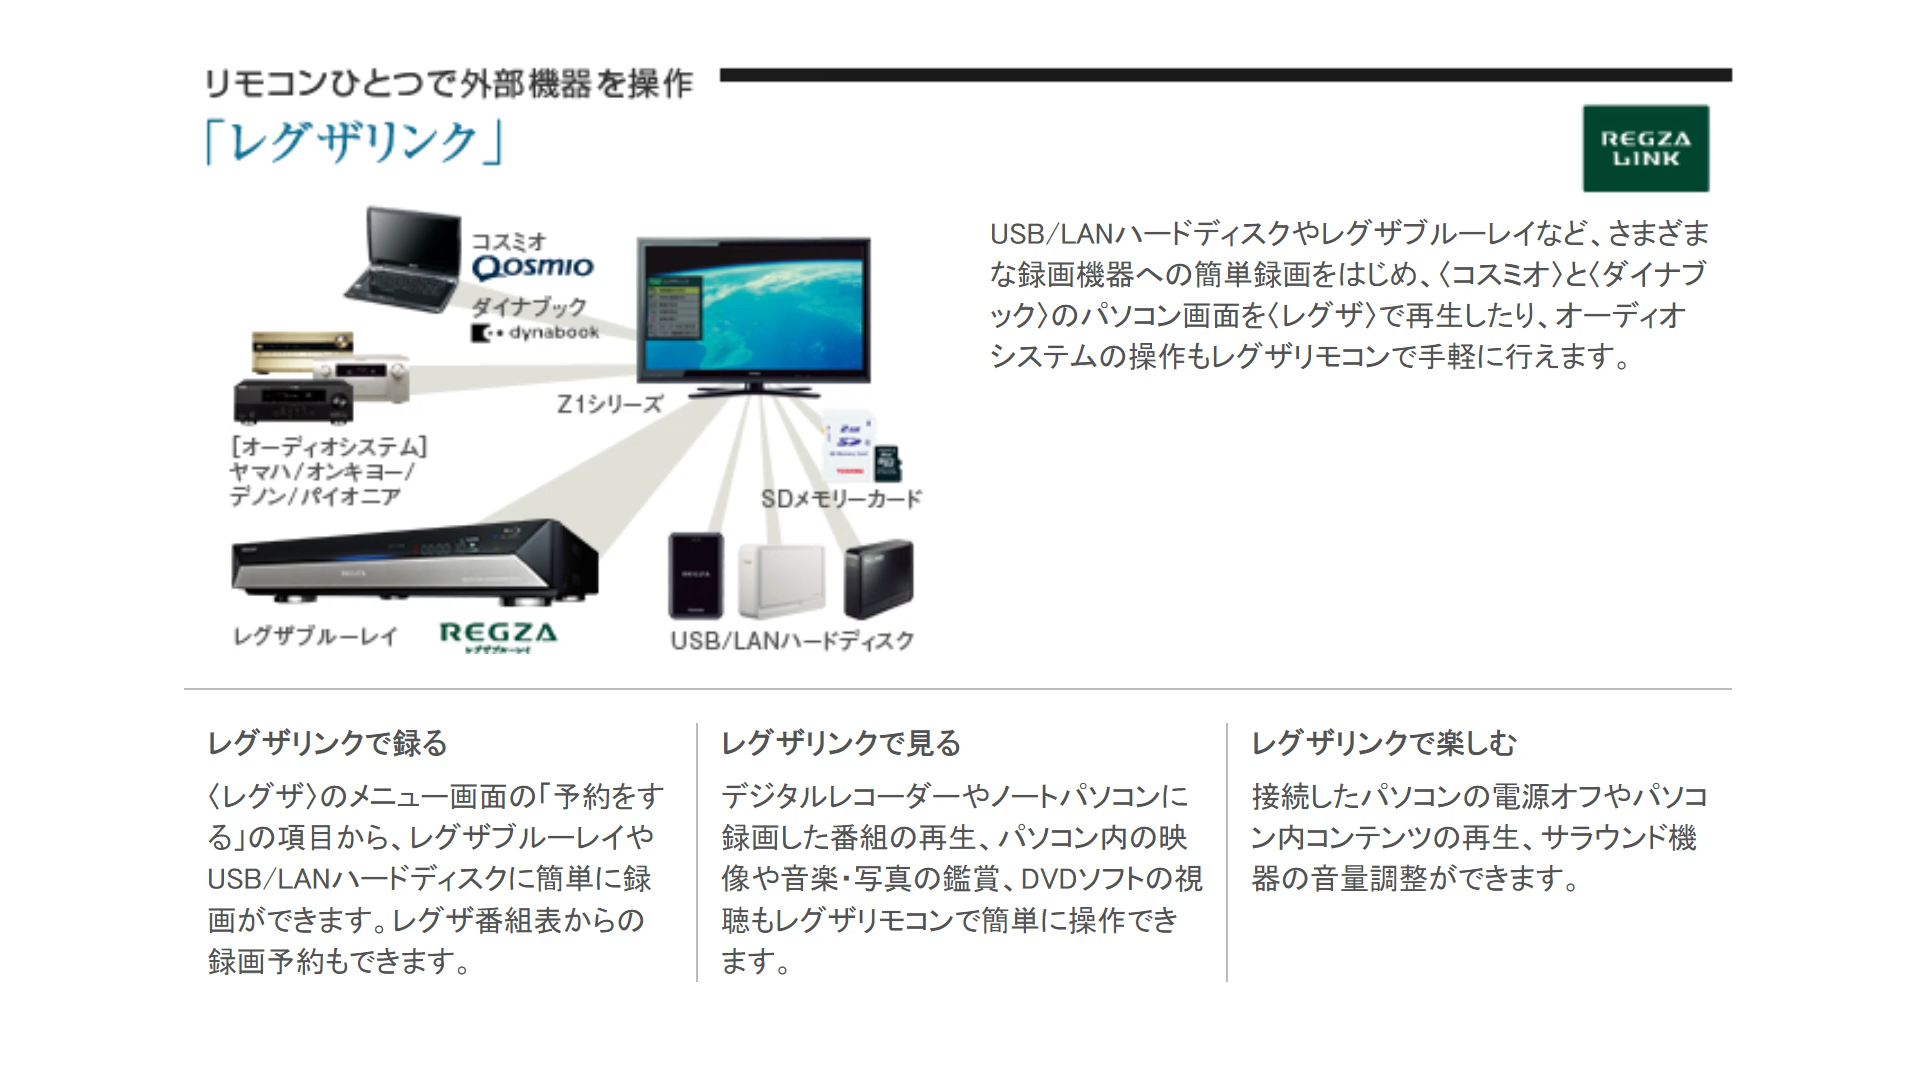 リモコンひとつで外部機器を操作
「レグザリンク」
REGZA
LINK
コスミオ
Qosmio
ダイナブック
dynabook
Z1シリーズ
[オーディオシステム]
ヤマハ/オンキヨー/
デノン/パイオニア
SDメモリーカード
レグザブルーレイ
REGZA
レグザブルーレイ
USB/LANハードディスク
USB/LANハードディスクやレグザブルーレイなど、さまざま
な録画機器への簡単録画をはじめ、〈コスミオ〉と〈ダイナブ
ック〉のパソコン画面を〈レグザ〉で再生したり、オーディオ
システムの操作もレグザリモコンで手軽に行えます。
レグザリンクで録る
〈レグザ〉のメニュー画面の「予約をす
る」の項目から、レグザブルーレイや
USB/LANハードディスクに簡単に録
画ができます。レグザ番組表からの
録画予約もできます。
レグザリンクで見る
デジタルレコーダーやノートパソコンに
録画した番組の再生、パソコン内の映
像や音楽・写真の鑑賞、DVDソフトの視
聴もレグザリモコンで簡単に操作でき
ます。
レグザリンクで楽しむ
接続したパソコンの電源オフやパソコ
ン内コンテンツの再生、サラウンド機
器の音量調整ができます。